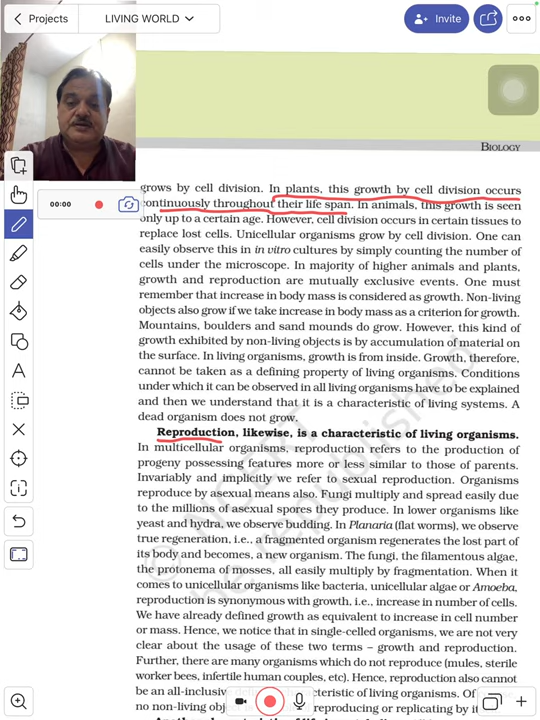 Projects
LIVING WORLD
Invite
BIOLOGY
00:00
grows by cell division. In plants, this growth by cell division occurs
continuously throughout their life span. In animals, this growth is seen
only up to a certain age. However, cell division occurs in certain tissues to
replace lost cells. Unicellular organisms grow by cell division. One can
easily observe this in in vitro cultures by simply counting the number of
cells under the microscope. In majority of higher animals and plants,
growth and reproduction are mutually exclusive events. One must
remember that increase in body mass is considered as growth. Non-living
objects also grow if we take increase in body mass as a criterion for growth.
Mountains, boulders and sand mounds do grow. However, this kind of
growth exhibited by non-living objects is by accumulation of material on
the surface. In living organisms, growth is from inside. Growth, therefore,
cannot be taken as a defining property of living organisms. Conditions
under which it can be observed in all living organisms have to be explained
and then we understand that it is a characteristic of living systems. A
dead organism does not grow.
Reproduction, likewise, is a characteristic of living organisms.
In multicellular organisms, reproduction refers to the production of
progeny possessing features more or less similar to those of parents.
Invariably and implicitly we refer to sexual reproduction. Organisms
reproduce by asexual means also. Fungi multiply and spread easily due
to the millions of asexual spores they produce. In lower organisms like
yeast and hydra, we observe budding. In Planaria (flat worms), we observe
true regeneration, i.e., a fragmented organism regenerates the lost part of
its body and becomes, a new organism. The fungi, the filamentous algae,
the protonema of mosses, all easily multiply by fragmentation. When it
comes to unicellular organisms like bacteria, unicellular algae or Amoeba,
reproduction is synonymous with growth, i.e., increase in number of cells.
We have already defined growth as equivalent to increase in cell number
or mass. Hence, we notice that in single-celled organisms, we are not very
clear about the usage of these two terms – growth and reproduction.
Further, there are many organisms which do not reproduce (mules, sterile
worker bees, infertile human couples, etc). Hence, reproduction also cannot
be an all-inclusive characteristic of living organisms. Of
no non-living reproducing or replicating by